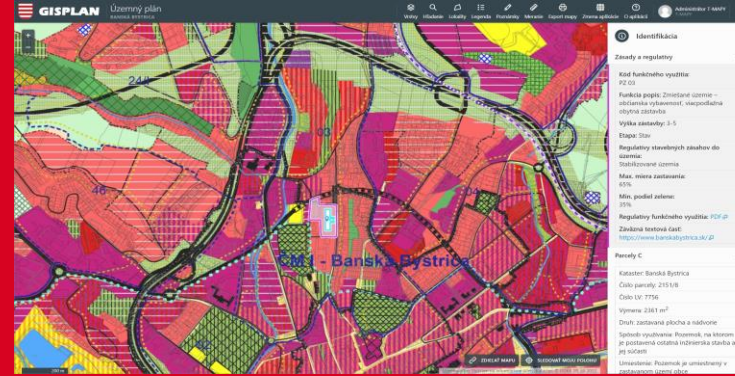 GISPLAN
Územný plán
BANSKÁ BYSTRICA
Vrstvy Hľadanie Lokality Legenda Poznámky Meranie Export mapy Zmena aplikácie O aplikácii
Administrátor T-MAPY
Identifikácia
Zásady a regulatívy
Kód funkčného využitia:
PZ 03
Funkcia popis: Zmiešané územie –
občianska vybavenosť, viacpodlažná
obytná zástavba
Výška zástavby: 3-5
Etapa: Stav
Regulatívy stavebných zásahov do
územia:
Stabilizované územia
Max. miera zastavania:
65%
Min. podiel zelene:
35%
Regulatívy funkčného využitia: PDF
Záväzná textová časť:
https://www.banskabystrica.sk/
Parcely C
Kataster: Banská Bystrica
Číslo parcely: 2151/8
Číslo LV: 7756
Výmera: 2361 m²
Druh: zastavaná plocha a nádvorie
Spôsob využívania: Pozemok, na ktorom
je postavená ostatná inžinierska stavba a
jej súčasti
Umiestenie: Pozemok je umiestnený v
zastavanom území obce
03
46
ČM I - Banská Bystrica
ZDIEĽAŤ MAPU
SLEDOVAŤ MOJU POLOHU
200 m